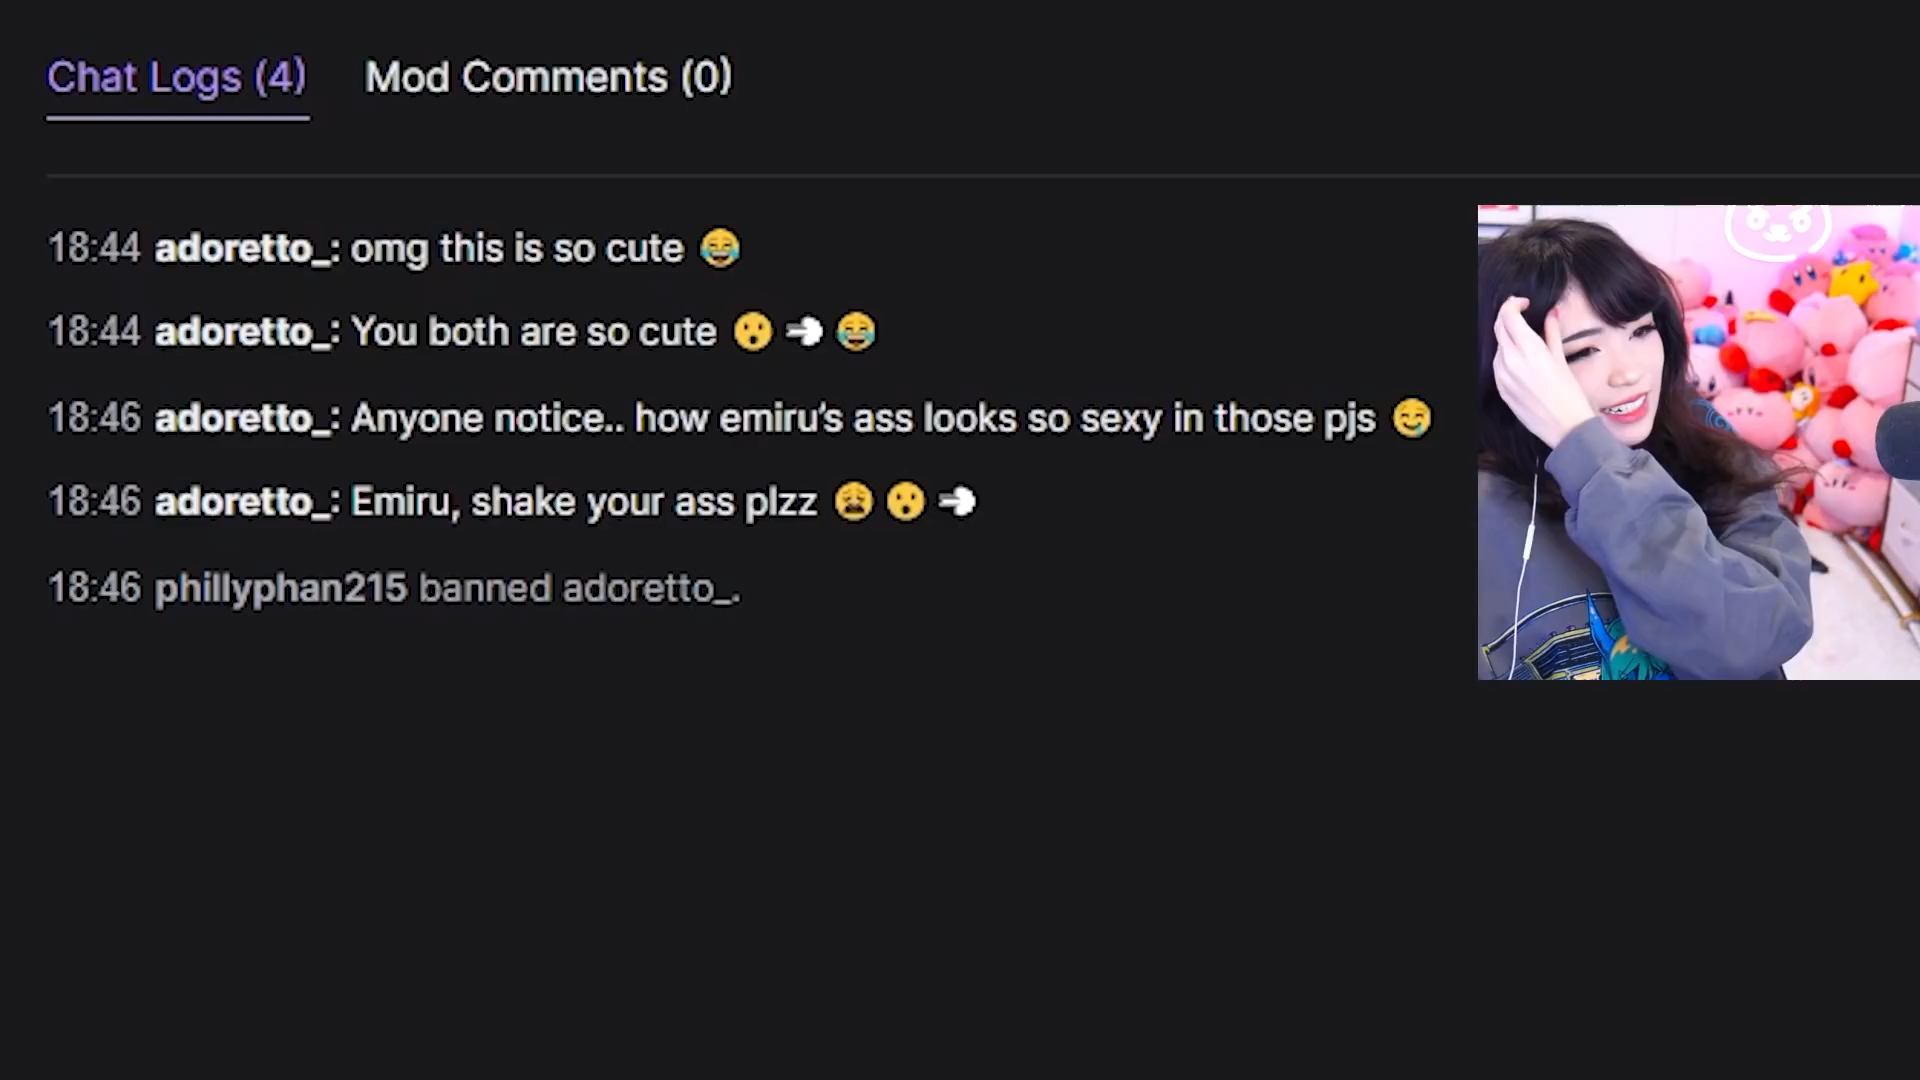 Chat Logs (4) Mod Comments (0)
18:44 adoretto_: omg this is so cute 😂
18:44 adoretto_: You both are so cute 😮 💨 😂
18:46 adoretto_: Anyone notice.. how emiru's ass looks so sexy in those pjs 🤤
18:46 adoretto_: Emiru, shake your ass plzz 😩 😮 💨
18:46 phillyphan215 banned adoretto_.